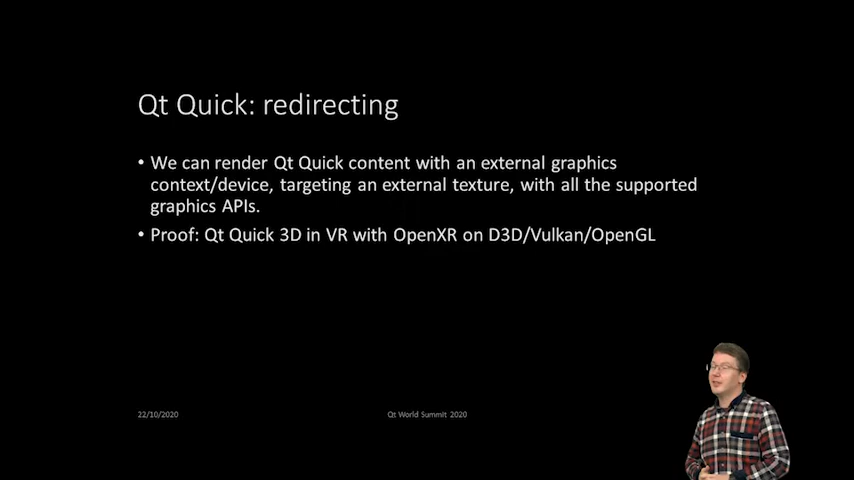 Qt Quick: redirecting
• We can render Qt Quick content with an external graphics
context/device, targeting an external texture, with all the supported
graphics APIs.
• Proof: Qt Quick 3D in VR with OpenXR on D3D/Vulkan/OpenGL
22/10/2020
Qt World Summit 2020